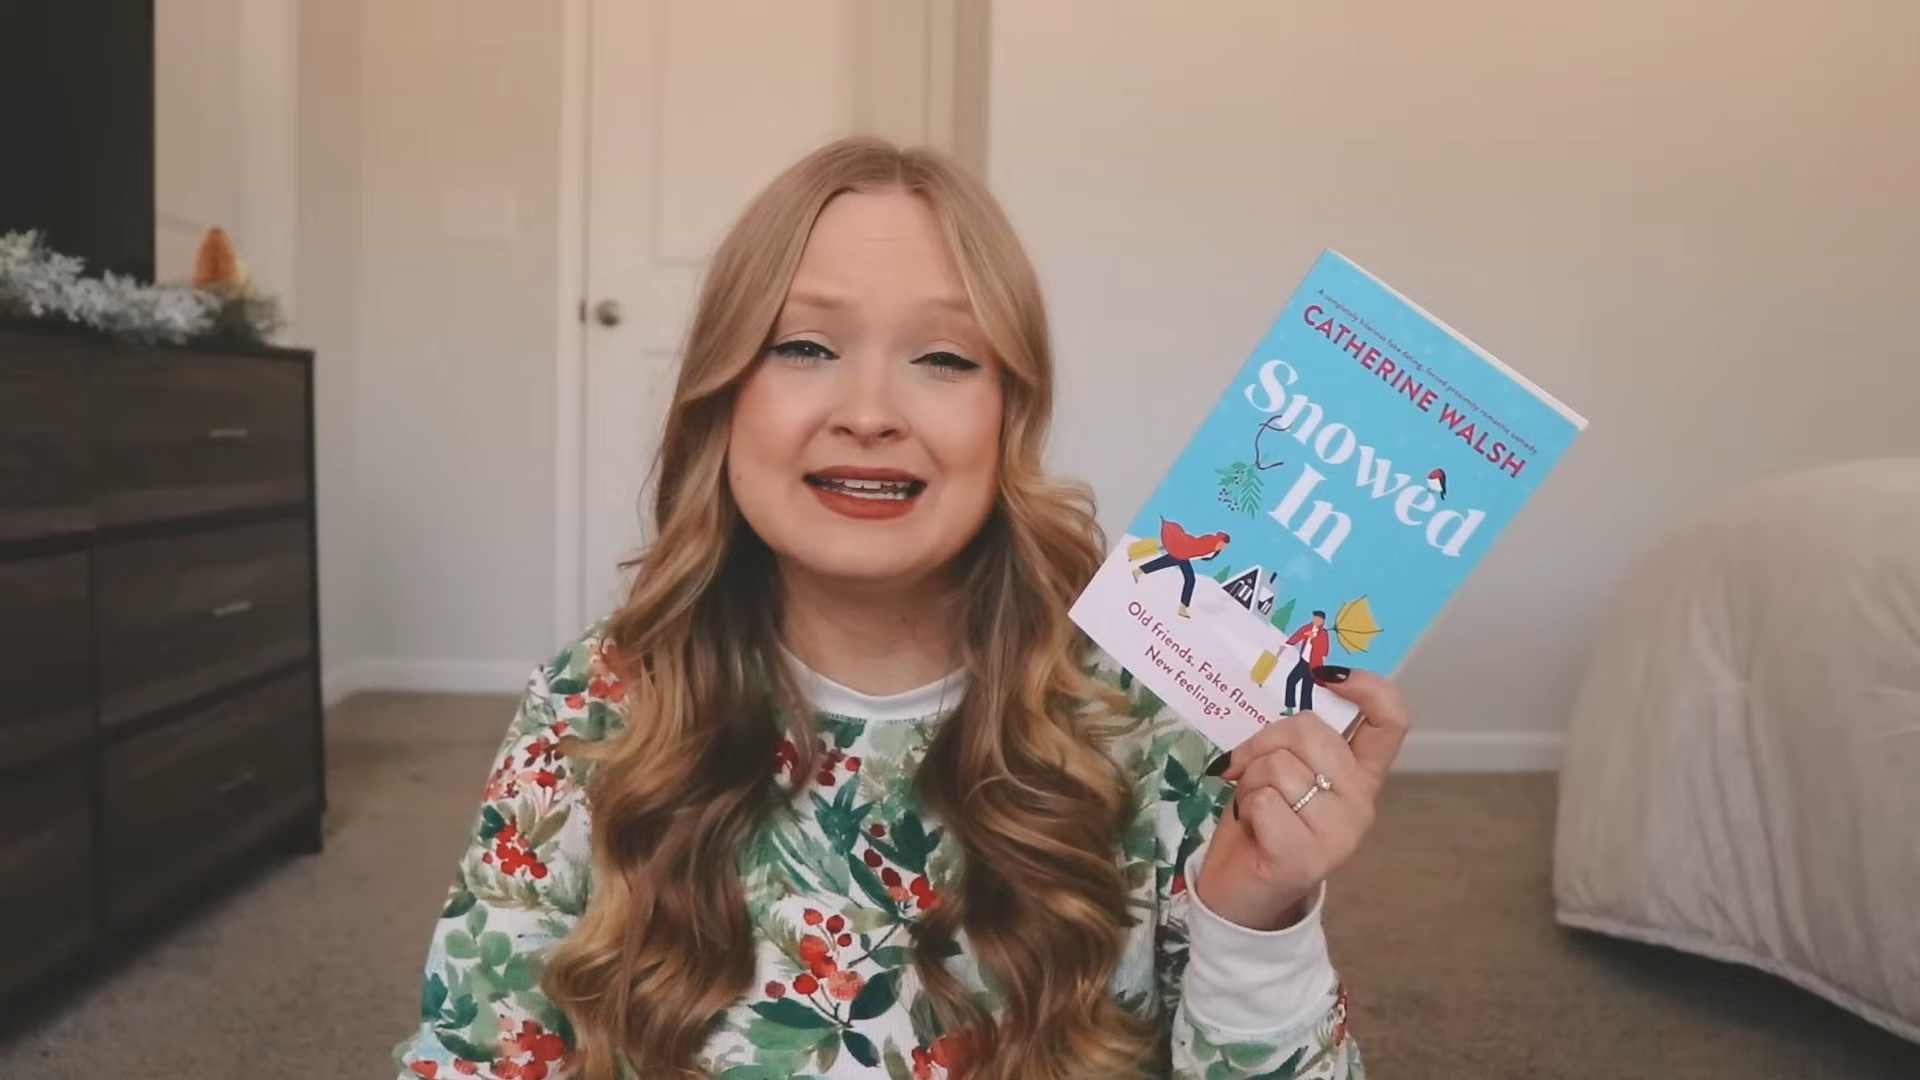 A completely hilarious fake dating, forced proximity romantic comedy
CATHERINE WALSH
Snowed
In
Old friends. Fake flames.
New feelings?